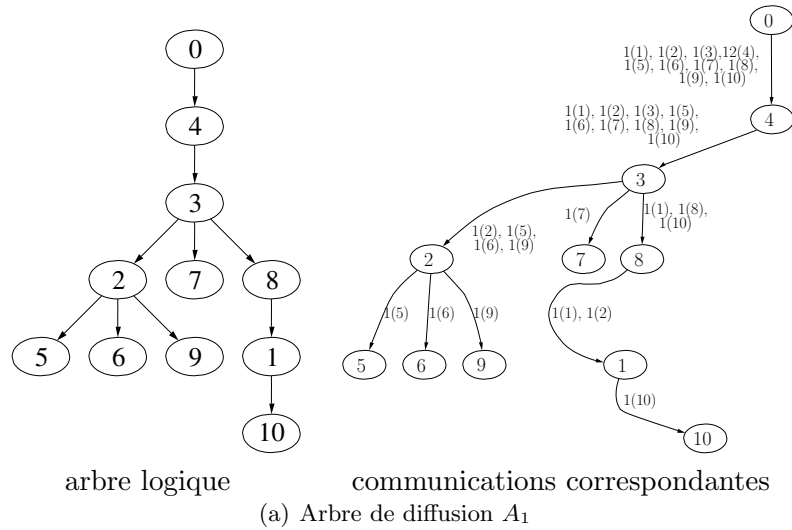 0
4
3
2 7 8
5 6 9 1
10
arbre logique
0
1(1), 1(2), 1(3),12(4),
1(5), 1(6), 1(7), 1(8),
1(9), 1(10)
4
1(1), 1(2), 1(3), 1(5),
1(6), 1(7), 1(8), 1(9),
1(10)
3
1(2), 1(5),
1(6), 1(9)
1(7)
1(1), 1(8),
1(10)
2
7
8
1(5) 1(6) 1(9)
1(1), 1(2)
5 6 9
1
1(10)
10
communications correspondantes
(a) Arbre de diffusion A₁